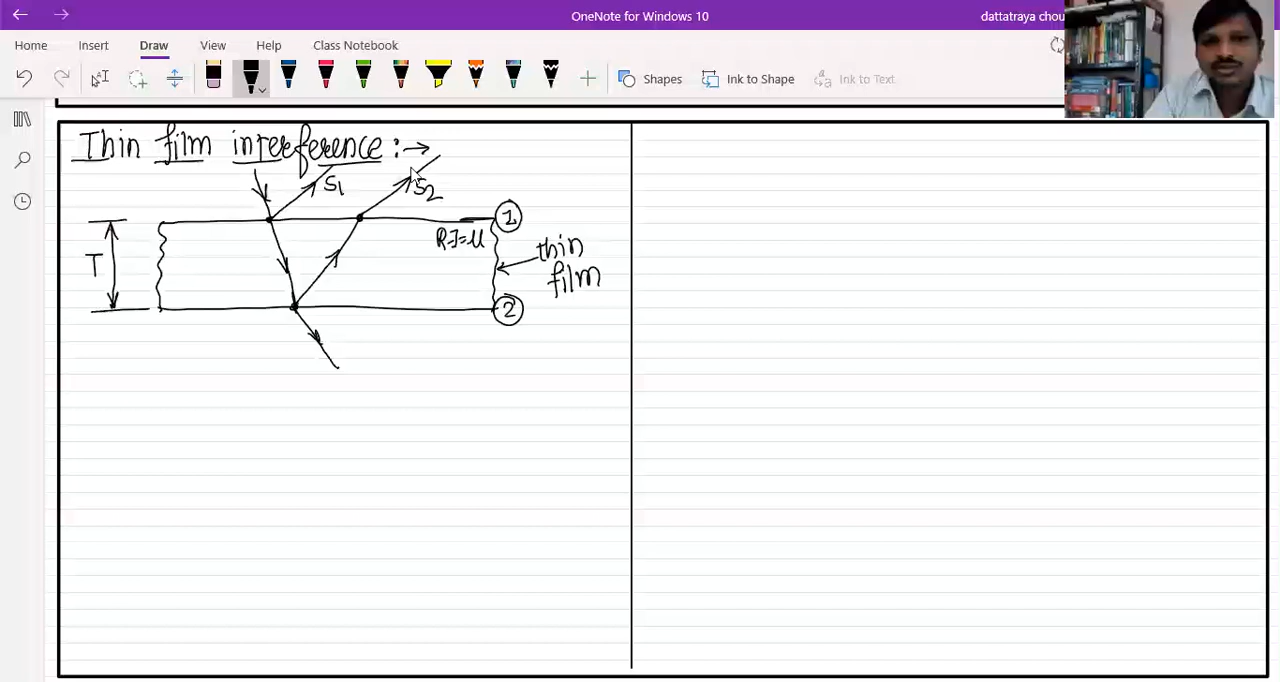 OneNote for Windows 10
dattatraya chou
Home Insert Draw View Help Class Notebook
Shapes Ink to Shape Ink to Text
Thin film interference :→
S1 S2
1
R.I=μ
thin
film
T
2